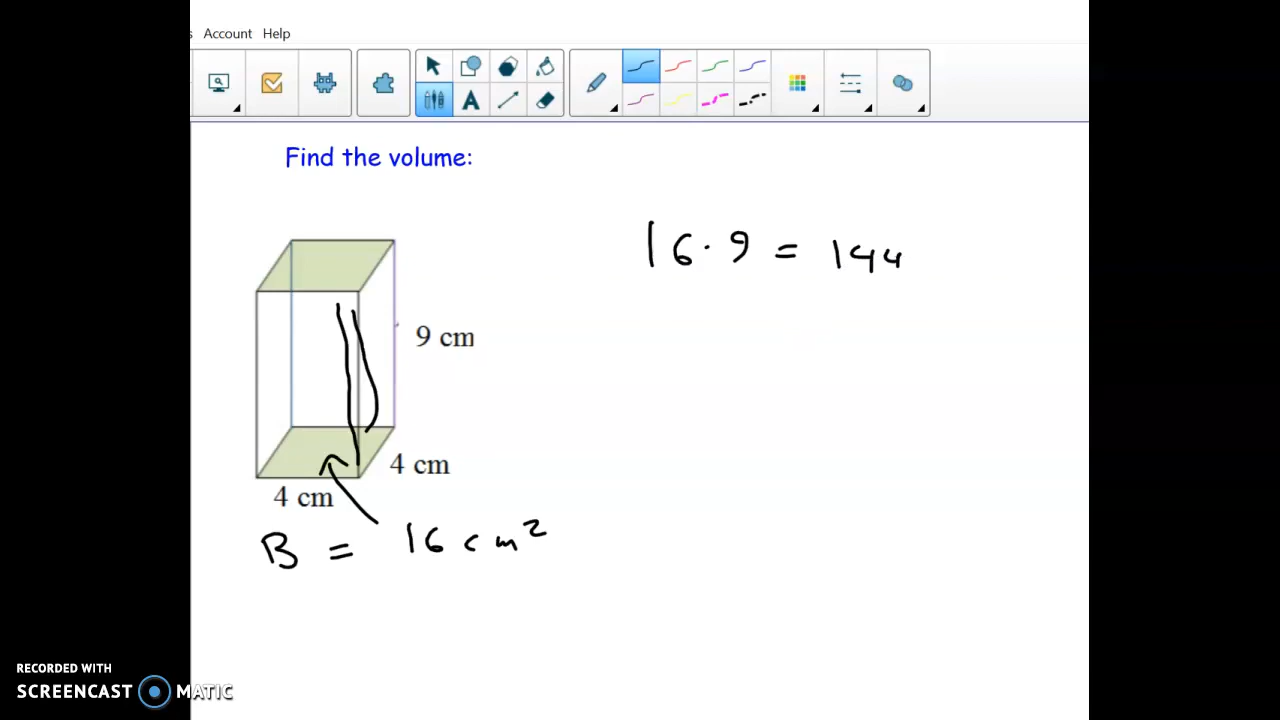 s Account Help
A
Find the volume:
16 · 9 = 144
9 cm
4 cm
4 cm
B = 16 cm²
RECORDED WITH
SCREENCAST MATIC